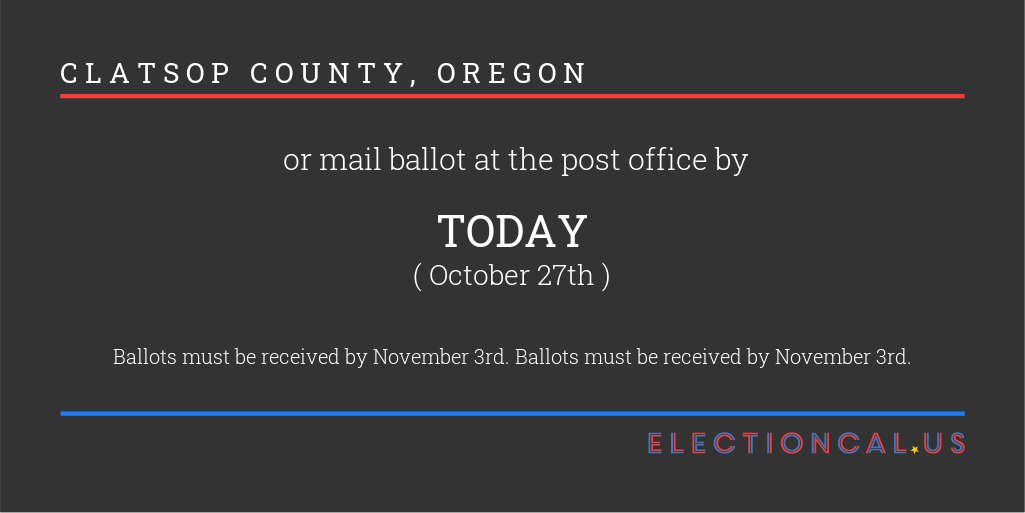 CLATSOP COUNTY, OREGON
or mail ballot at the post office by
TODAY
( October 27th )
Ballots must be received by November 3rd. Ballots must be received by November 3rd.
ELECTIONCAL.US